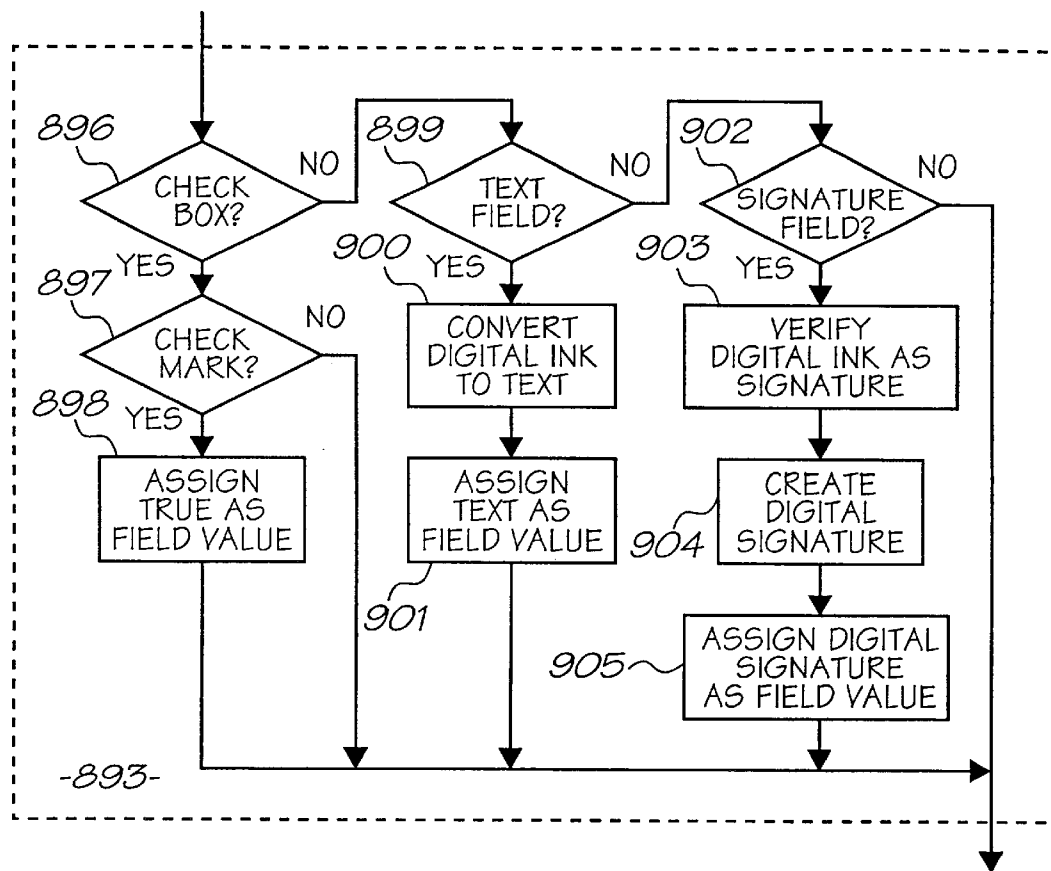 896
CHECK
BOX?
NO
YES
897
CHECK
MARK?
NO
YES
898
ASSIGN
TRUE AS
FIELD VALUE
899
TEXT
FIELD?
NO
YES
900
CONVERT
DIGITAL INK
TO TEXT
ASSIGN
TEXT AS
FIELD VALUE
901
902
SIGNATURE
FIELD?
NO
YES
903
VERIFY
DIGITAL INK AS
SIGNATURE
CREATE
DIGITAL
SIGNATURE
904
ASSIGN DIGITAL
SIGNATURE
AS FIELD VALUE
905
-893-